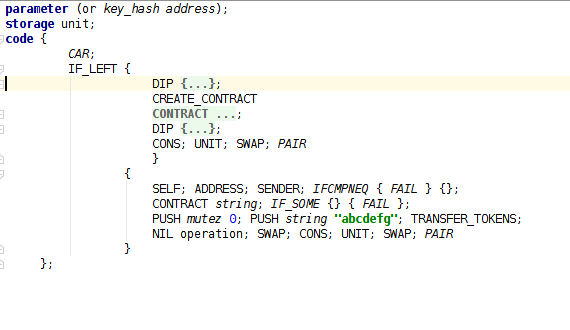 parameter (or key_hash address);
storage unit;
code {
CAR;
IF_LEFT {
DIP {...};
CREATE_CONTRACT
CONTRACT ...;
DIP {...};
CONS; UNIT; SWAP; PAIR
}
{
SELF; ADDRESS; SENDER; IFCMPNEQ { FAIL } {};
CONTRACT string; IF_SOME {} { FAIL };
PUSH mutez 0; PUSH string "abcdefg"; TRANSFER_TOKENS;
NIL operation; SWAP; CONS; UNIT; SWAP; PAIR
}
};